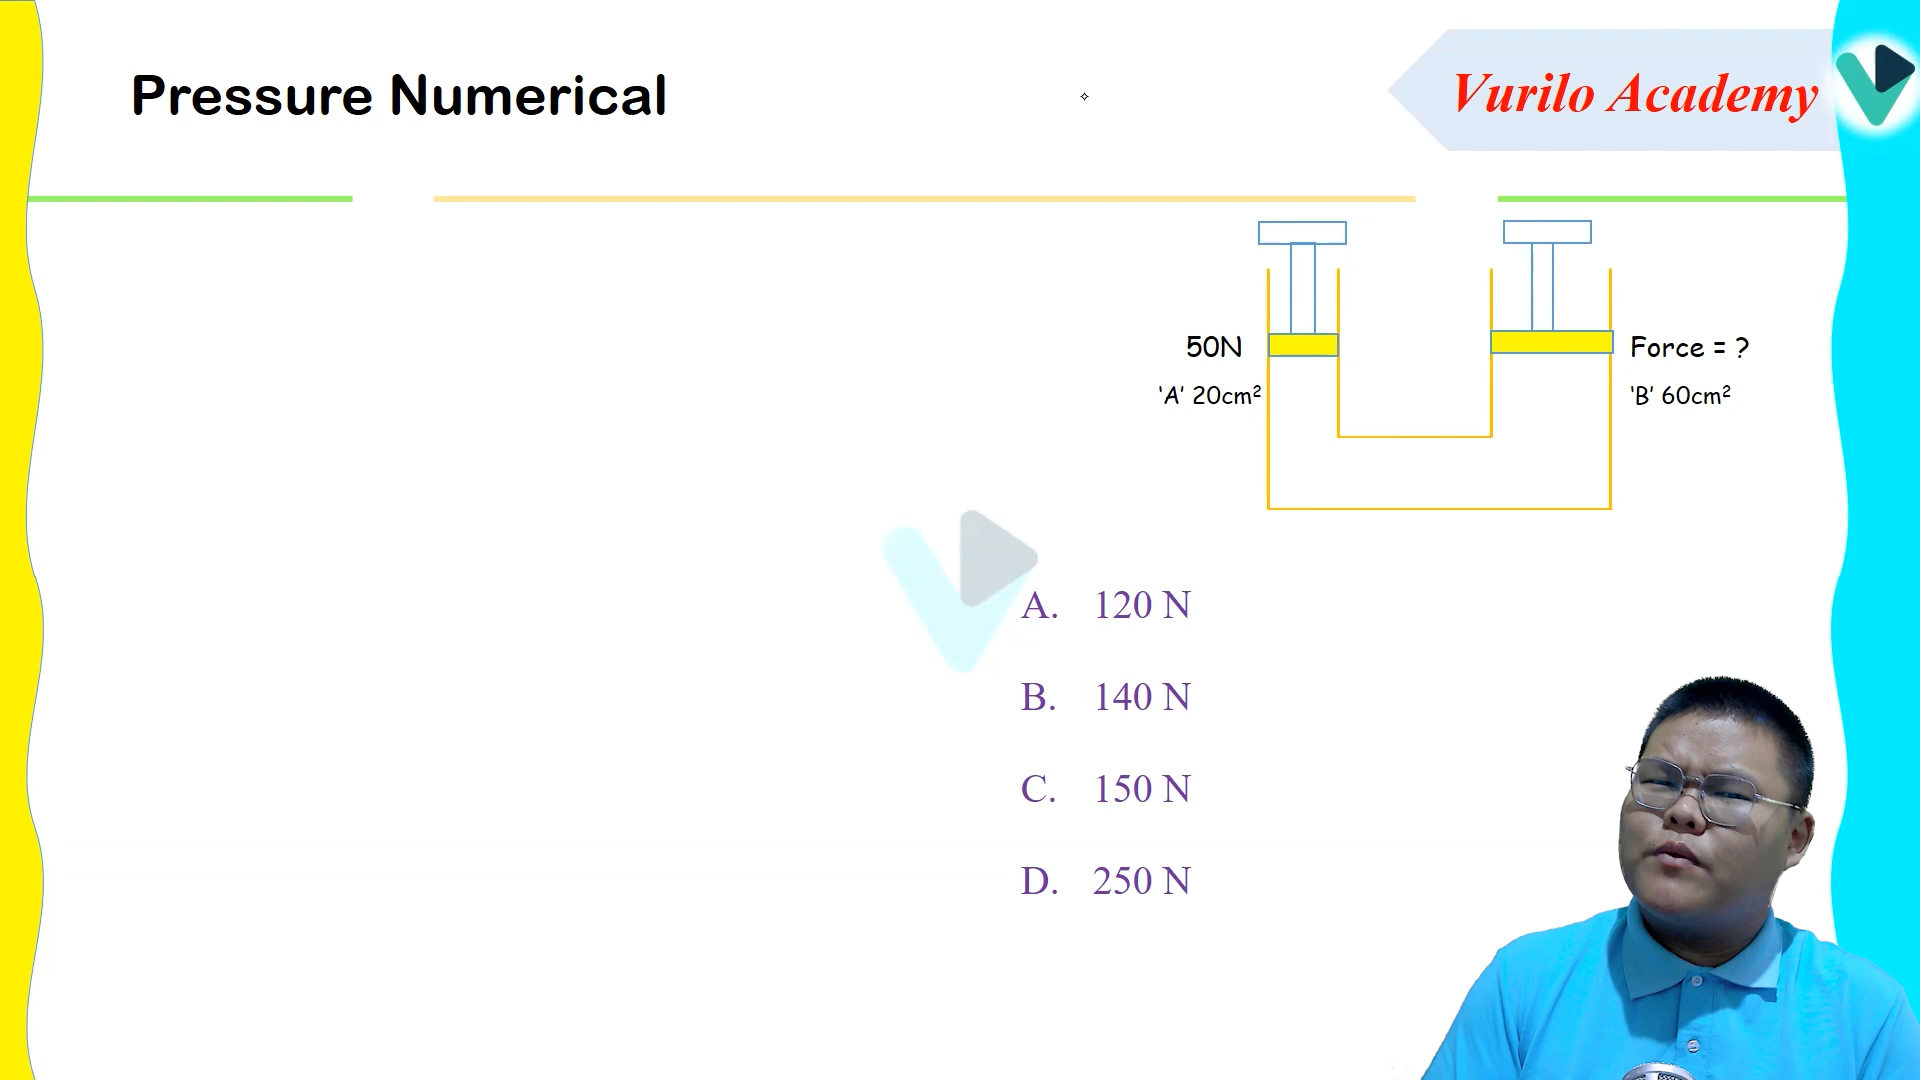 Pressure Numerical
Vurilo Academy
50N
Force = ?
‘A’ 20cm²
‘B’ 60cm²
A. 120 N
B. 140 N
C. 150 N
D. 250 N